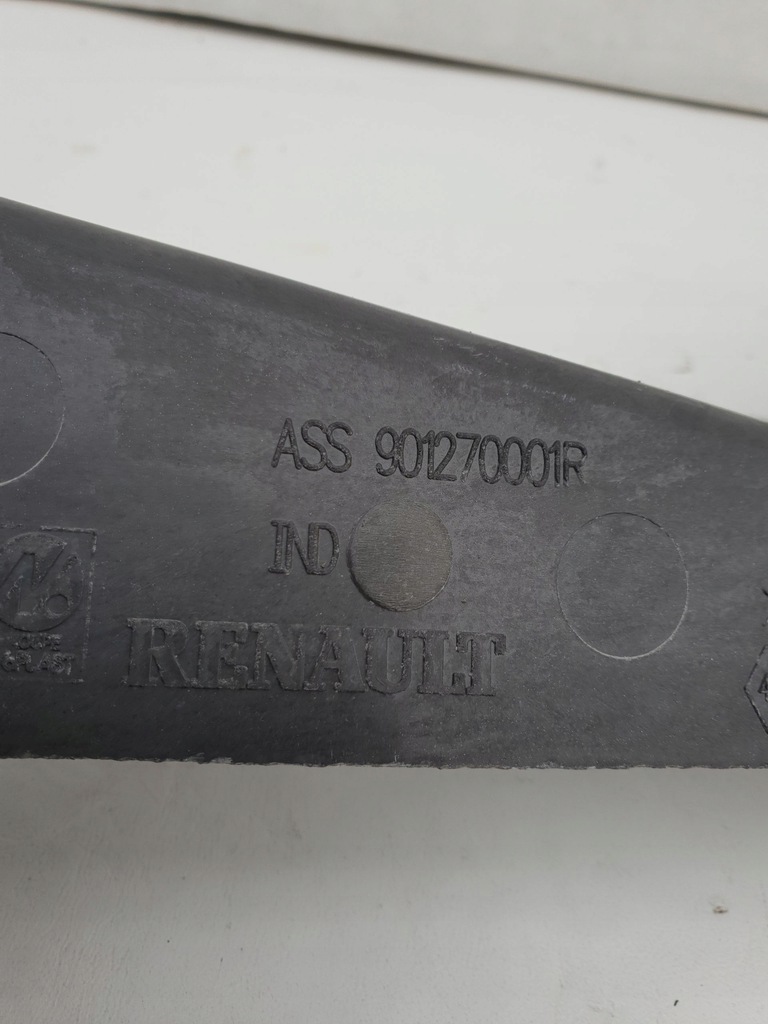 ASS 901270001R
IND
RENAULT